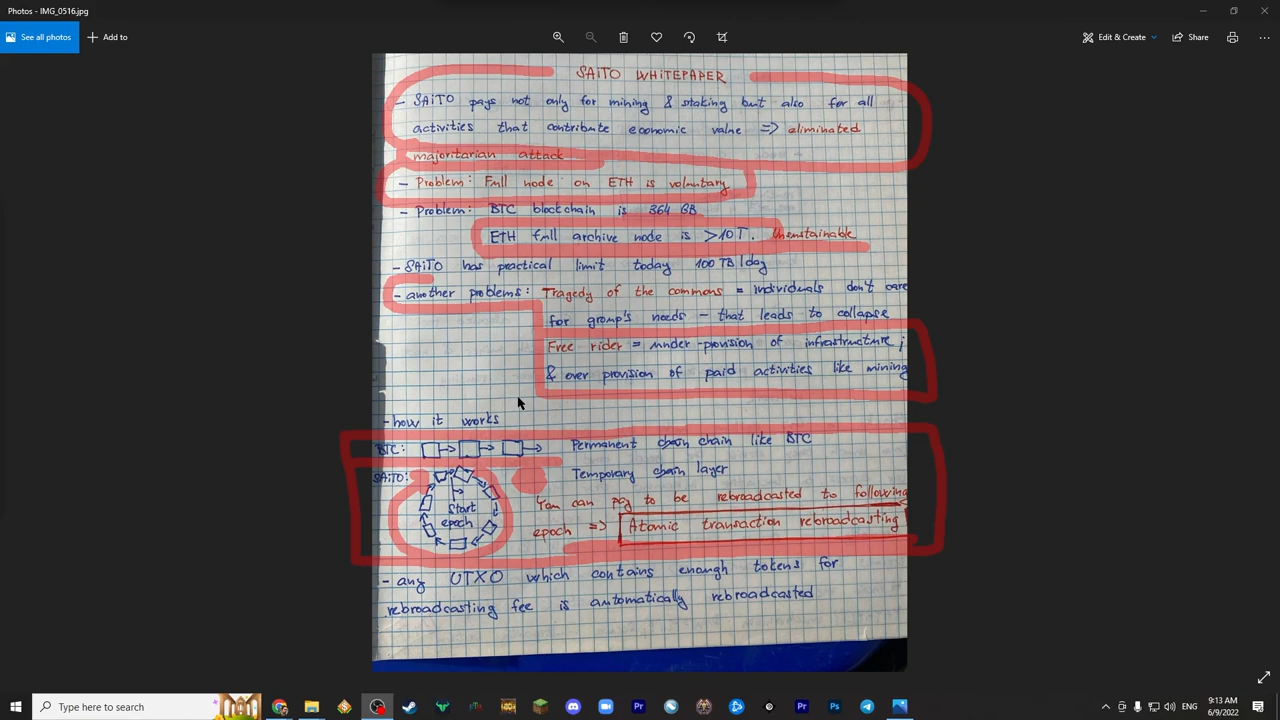 Photos - IMG_0516.jpg
See all photos
Add to
Edit & Create
Share
SAITO WHITEPAPER
- SAITO pays not only for mining & staking but also for all
activities that contribute economic value => eliminated
majoritarian attack
- Problem: Full node on ETH is voluntary
- Problem: BTC blockchain is 364 GB
ETH full archive node is >10T. Unsustainable
- SAITO has practical limit today 100 TB/day
- another problems: Tragedy of the commons = individuals don't care
for group's needs - that leads to collapse
Free rider = under-provision of infrastructure;
& over provision of paid activities like mining
- how it works
BTC: Permanent chain chain like BTC
SAITO: Temporary chain layer
Start
epoch
You can pay to be rebroadcasted to following
epoch => Atomic transaction rebroadcasting
- any UTXO which contains enough tokens for
rebroadcasting fee is automatically rebroadcasted
Type here to search
ENG
9:13 AM
6/9/2022